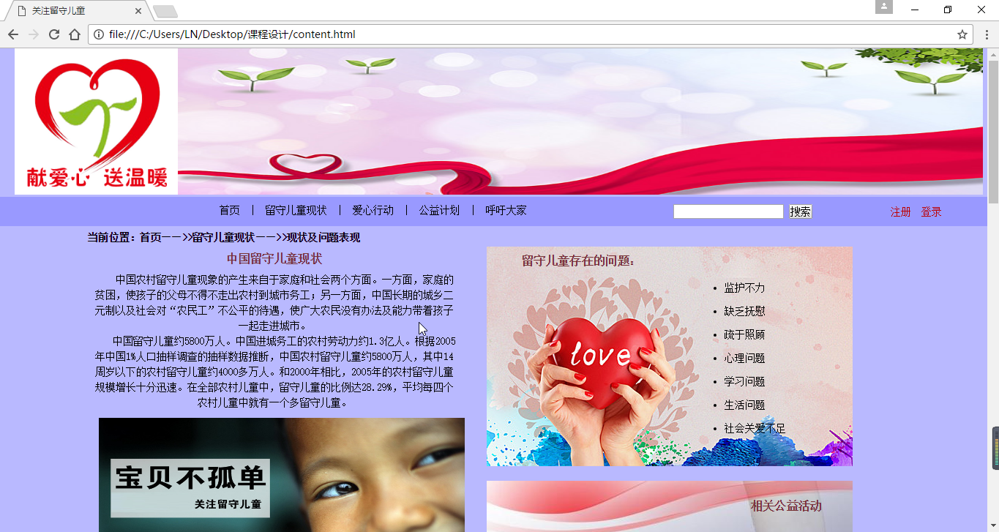 关注留守儿童
file:///C:/Users/LN/Desktop/课程设计/content.html
献爱心 送温暖
首页 | 留守儿童现状 | 爱心行动 | 公益计划 | 呼吁大家 搜索 注册 登录
当前位置：首页——>>留守儿童现状——>>现状及问题表现
中国留守儿童现状
中国农村留守儿童现象的产生来自于家庭和社会两个方面。一方面，家庭的
贫困，使孩子的父母不得不走出农村到城市务工；另一方面，中国长期的城乡二
元制以及社会对“农民工”不公平的待遇，使广大农民没有办法及能力带着孩子
一起走进城市。
中国留守儿童约5800万人。中国进城务工的农村劳动力约1.3亿人。根据2005
年中国1%人口抽样调查的抽样数据推断，中国农村留守儿童约5800万人，其中14
周岁以下的农村留守儿童约4000多万人。和2000年相比，2005年的农村留守儿童
规模增长十分迅速。在全部农村儿童中，留守儿童的比例达28.29%，平均每四个
农村儿童中就有一个多留守儿童。
宝贝不孤单
关注留守儿童
留守儿童存在的问题：
love
• 监护不力
• 缺乏抚慰
• 疏于照顾
• 心理问题
• 学习问题
• 生活问题
• 社会关爱不足
相关公益活动